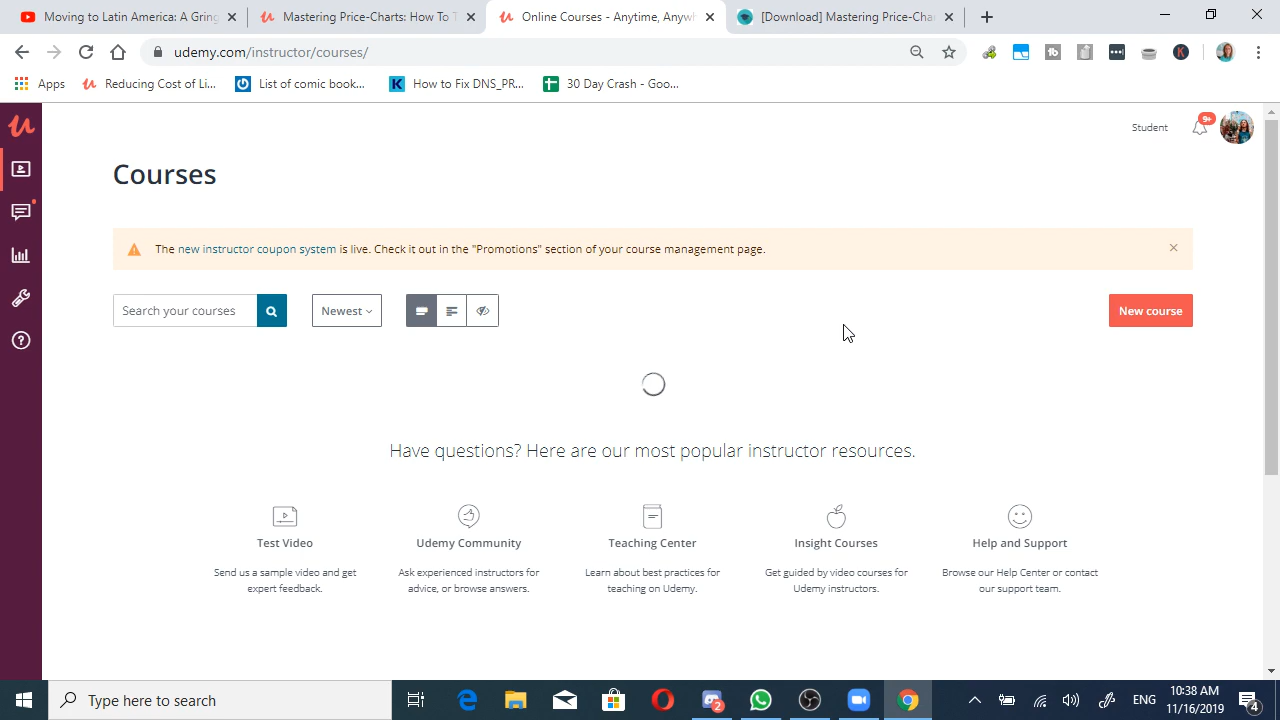 Moving to Latin America: A Gring
Mastering Price-Charts: How To T
Online Courses - Anytime, Anywh
[Download] Mastering Price-Char
udemy.com/instructor/courses/
Apps
Reducing Cost of Li...
List of comic book...
How to Fix DNS_PR...
30 Day Crash - Goo...
Student
9+
Courses
The new instructor coupon system is live. Check it out in the "Promotions" section of your course management page.
Search your courses
Newest
New course
Have questions? Here are our most popular instructor resources.
Test Video
Udemy Community
Teaching Center
Insight Courses
Help and Support
Send us a sample video and get
expert feedback.
Ask experienced instructors for
advice, or browse answers.
Learn about best practices for
teaching on Udemy.
Get guided by video courses for
Udemy instructors.
Browse our Help Center or contact
our support team.
Type here to search
2
ENG
10:38 AM
11/16/2019
4